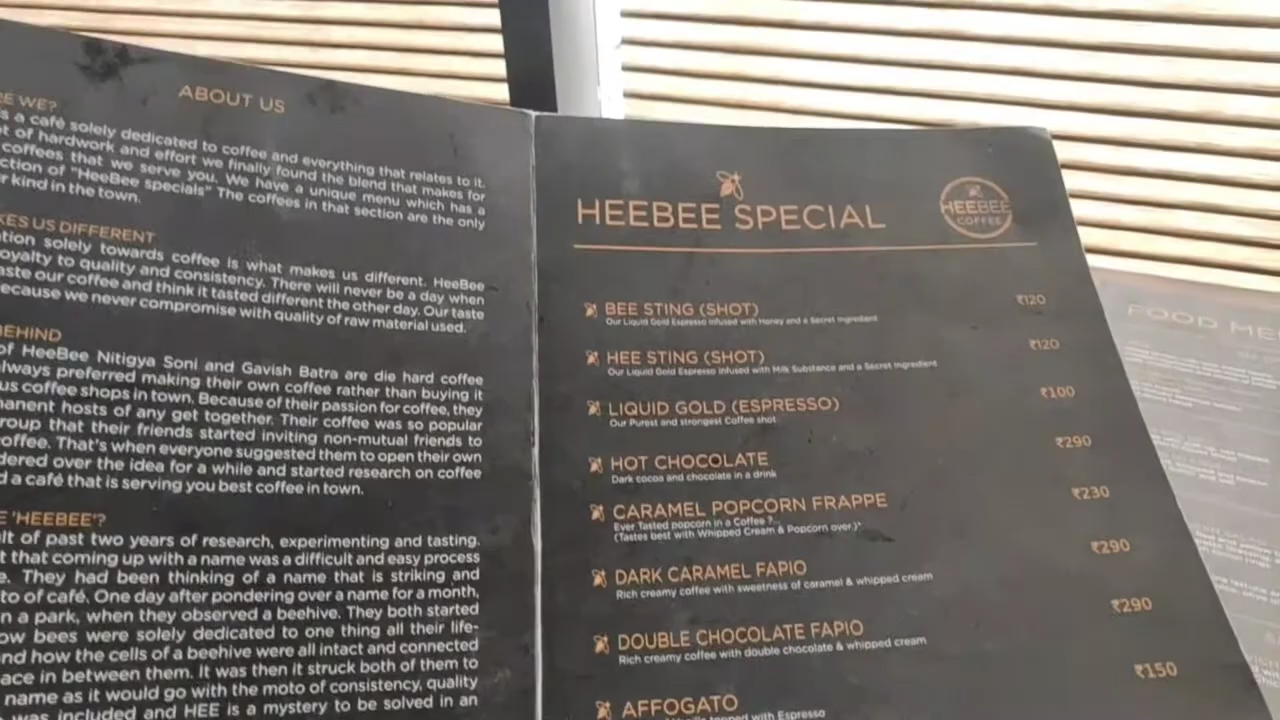 ABOUT US
RE WE?
s a café solely dedicated to coffee and everything that relates to it.
t of hardwork and effort we finally found the blend that makes for
coffees that we serve you. We have a unique menu which has a
ction of "HeeBee specials" The coffees in that section are the only
r kind in the town.
KES US DIFFERENT
tion solely towards coffee is what makes us different. HeeBee
oyalty to quality and consistency. There will never be a day when
aste our coffee and think it tasted different the other day. Our taste
ecause we never compromise with quality of raw material used.
BEHIND
of HeeBee Nitigya Soni and Gavish Batra are die hard coffee
lways preferred making their own coffee rather than buying it
us coffee shops in town. Because of their passion for coffee, they
manent hosts of any get together. Their coffee was so popular
roup that their friends started inviting non-mutual friends to
coffee. That's when everyone suggested them to open their own
dered over the idea for a while and started research on coffee
d a café that is serving you best coffee in town.
E 'HEEBEE'?
lt of past two years of research, experimenting and tasting.
t that coming up with a name was a difficult and easy process
e. They had been thinking of a name that is striking and
to of café. One day after pondering over a name for a month,
n a park, when they observed a beehive. They both started
ow bees were solely dedicated to one thing all their life-
nd how the cells of a beehive were all intact and connected
ace in between them. It was then it struck both of them to
name as it would go with the moto of consistency, quality
was included and HEE is a mystery to be solved in an
HEEBEE SPECIAL
HEEBEE
COFFEE
BEE STING (SHOT) ₹120
Our Liquid Gold Espresso infused with Honey and a Secret Ingredient
HEE STING (SHOT) ₹120
Our Liquid Gold Espresso infused with Milk Substance and a Secret Ingredient
LIQUID GOLD (ESPRESSO) ₹100
Our Purest and strongest Coffee shot
HOT CHOCOLATE ₹290
Dark cocoa and chocolate in a drink
CARAMEL POPCORN FRAPPE ₹230
Ever Tasted popcorn in a Coffee ?...
(Tastes best with Whipped Cream & Popcorn over.)*
DARK CARAMEL FAPIO ₹290
Rich creamy coffee with sweetness of caramel & whipped cream
DOUBLE CHOCOLATE FAPIO ₹290
Rich creamy coffee with double chocolate & whipped cream
AFFOGATO ₹150
topped with Espresso
FOOD ME